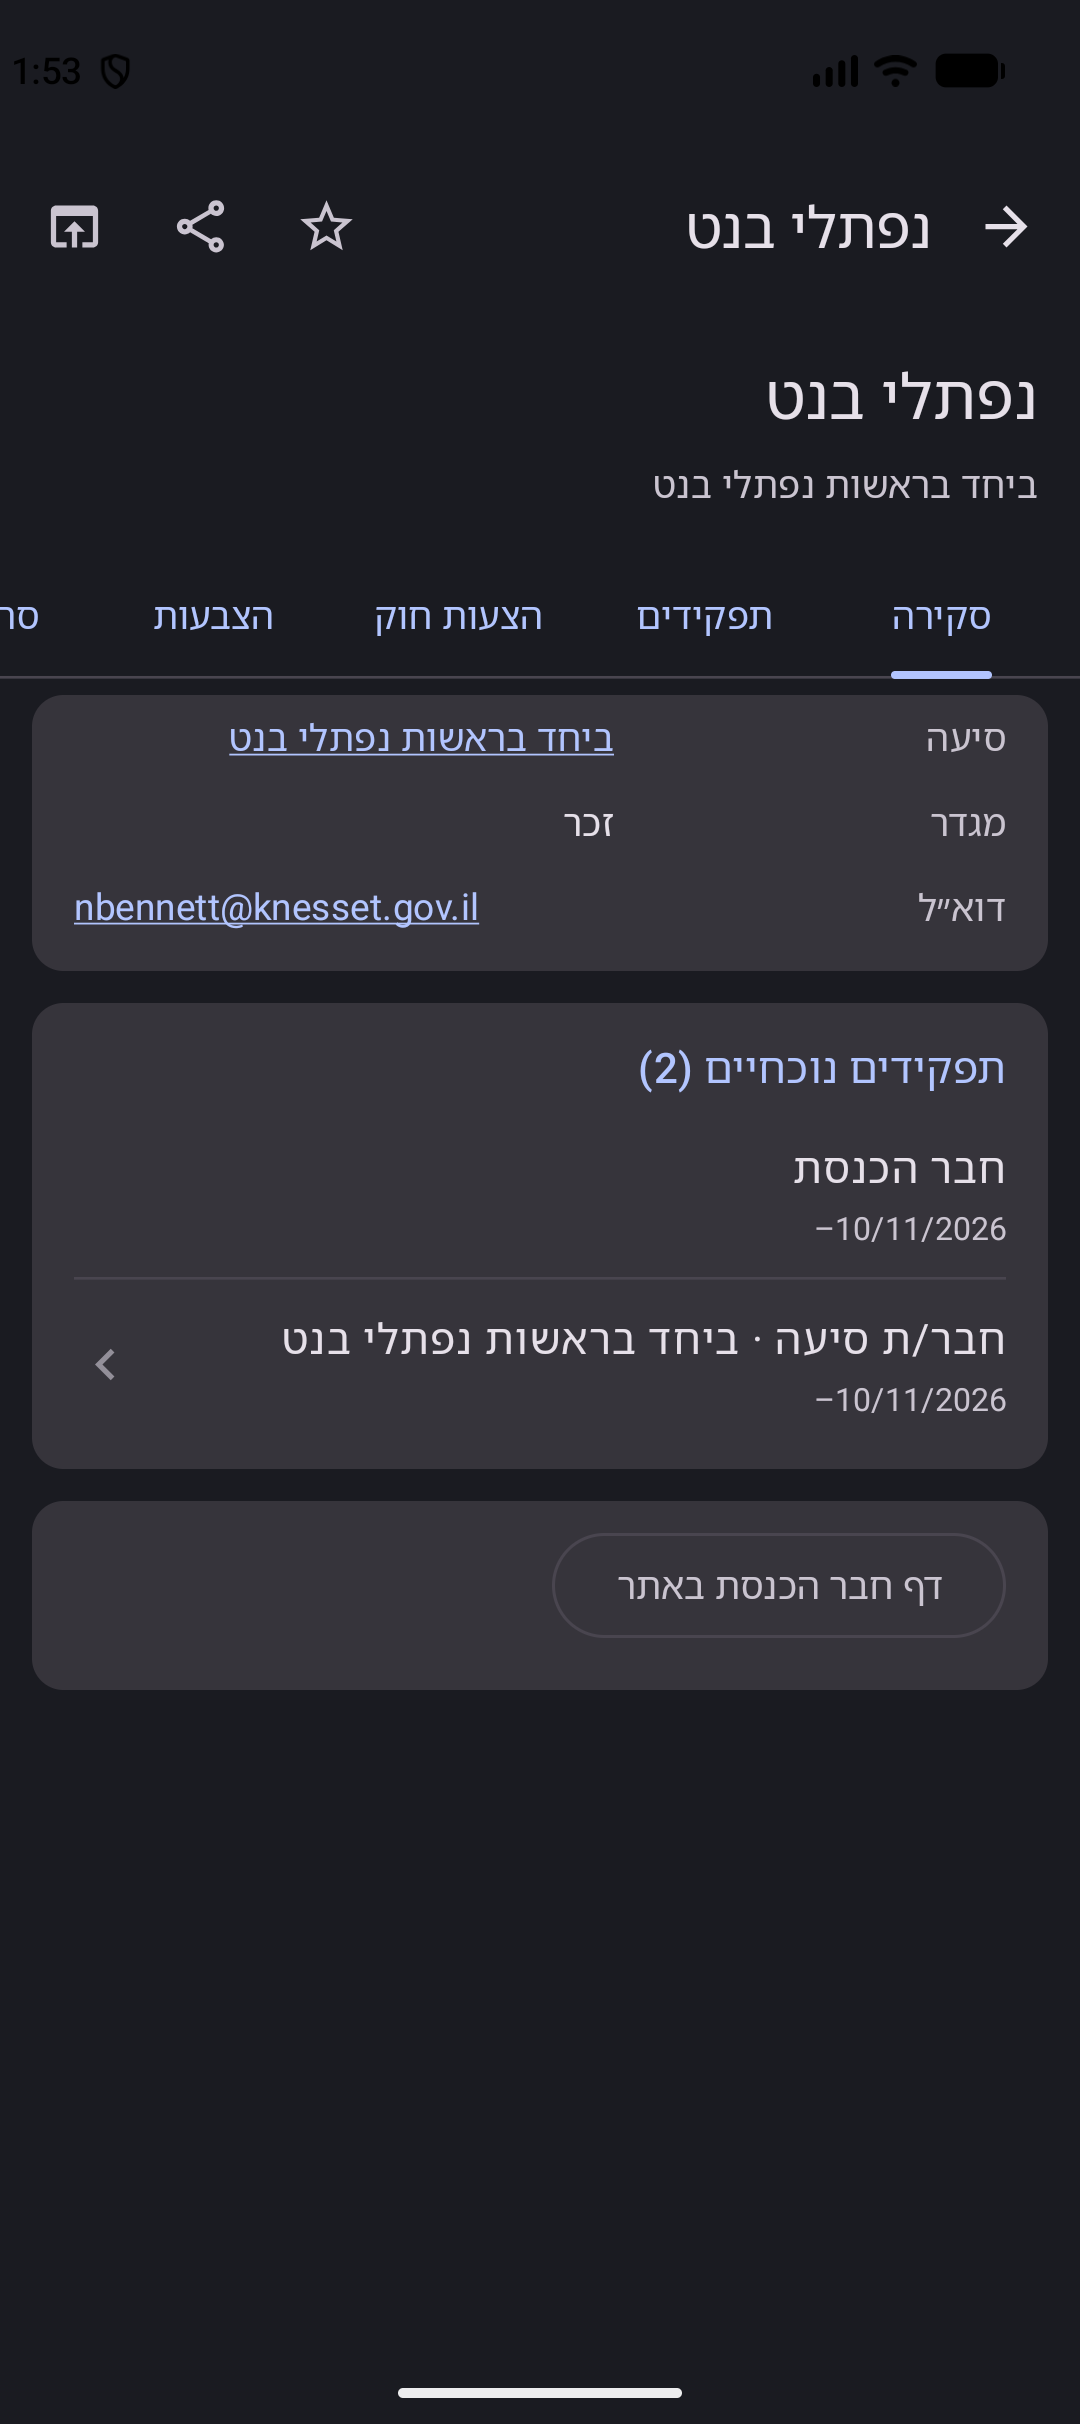 1:53
נפתלי בנט
נפתלי בנט
ביחד בראשות נפתלי בנט
סקירה תפקידים הצעות חוק הצבעות סר
סיעה ביחד בראשות נפתלי בנט
מגדר זכר
דוא״ל nbennett@knesset.gov.il
תפקידים נוכחיים (2)
חבר הכנסת
10/11/2026–
חבר/ת סיעה · ביחד בראשות נפתלי בנט
10/11/2026–
דף חבר הכנסת באתר